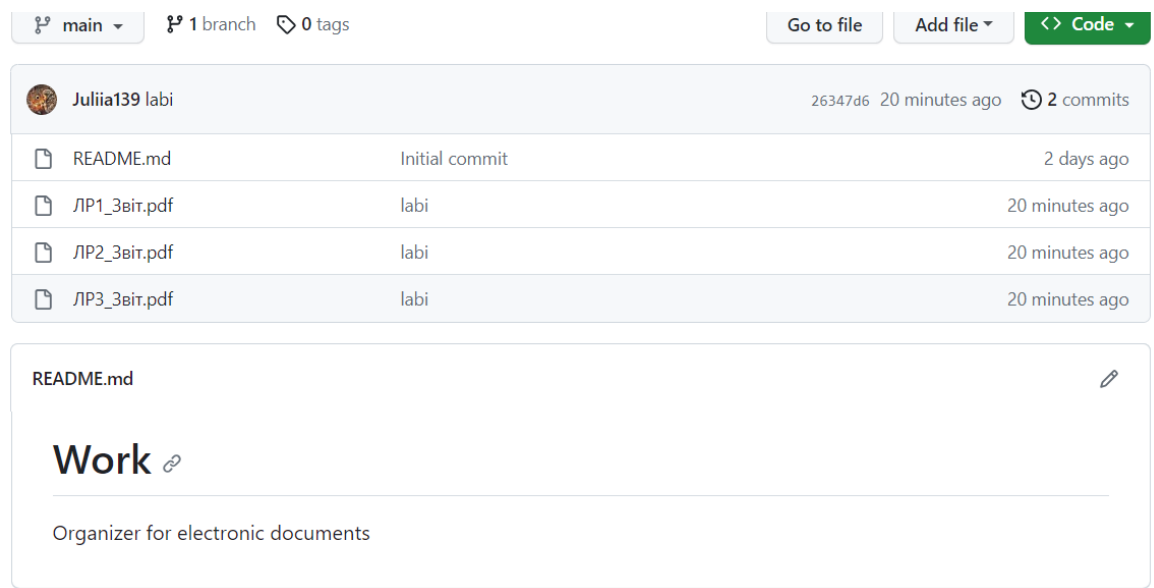 main 1 branch 0 tags Go to file Add file <> Code
Juliia139 labi 26347d6 20 minutes ago 2 commits
README.md Initial commit 2 days ago
ЛР1_Звіт.pdf labi 20 minutes ago
ЛР2_Звіт.pdf labi 20 minutes ago
ЛР3_Звіт.pdf labi 20 minutes ago
README.md
Work
Organizer for electronic documents